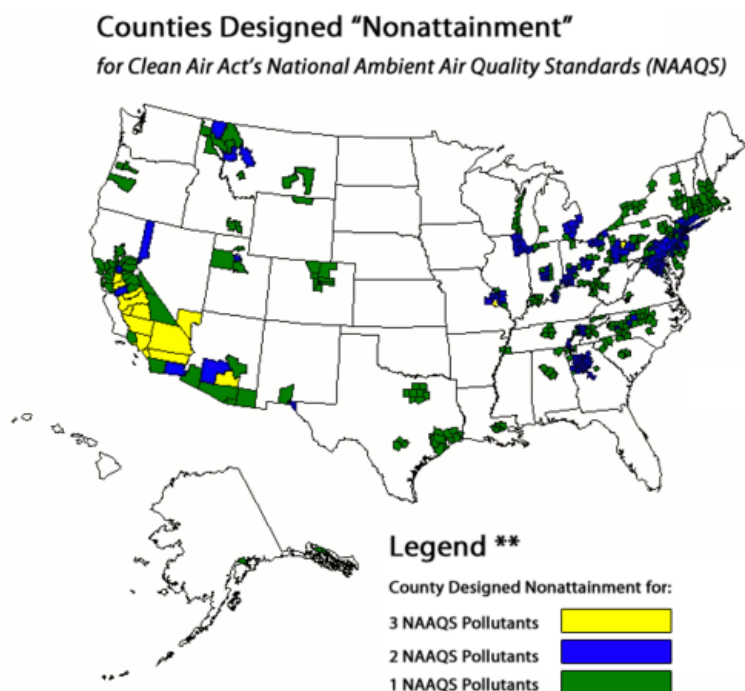 Counties Designed "Nonattainment"
for Clean Air Act's National Ambient Air Quality Standards (NAAQS)
Legend **
County Designed Nonattainment for:
3 NAAQS Pollutants
2 NAAQS Pollutants
1 NAAQS Pollutants